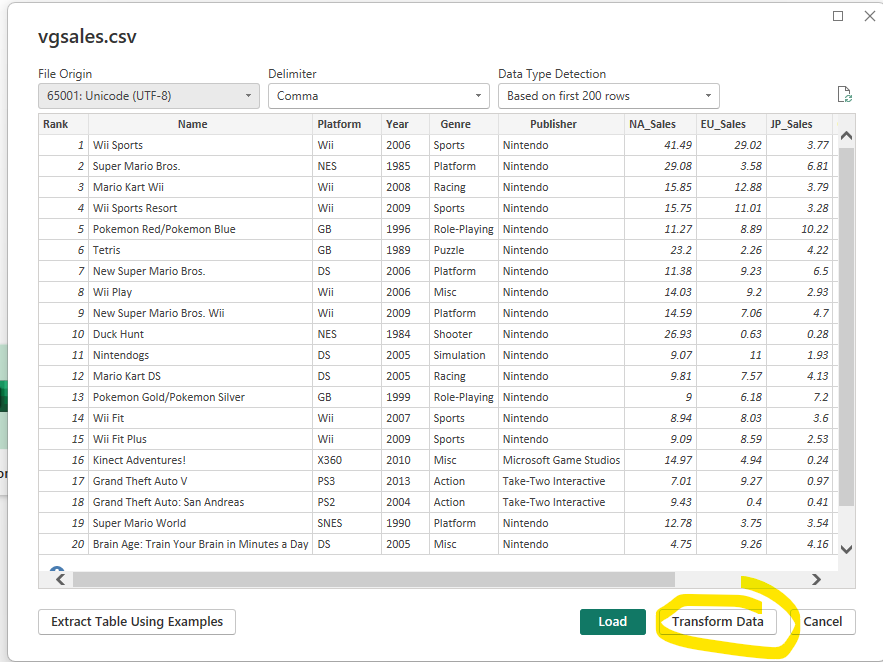 vgsales.csv
File Origin Delimiter Data Type Detection
65001: Unicode (UTF-8) Comma Based on first 200 rows
Rank Name Platform Year Genre Publisher NA_Sales EU_Sales JP_Sales
1 Wii Sports Wii 2006 Sports Nintendo 41.49 29.02 3.77
2 Super Mario Bros. NES 1985 Platform Nintendo 29.08 3.58 6.81
3 Mario Kart Wii Wii 2008 Racing Nintendo 15.85 12.88 3.79
4 Wii Sports Resort Wii 2009 Sports Nintendo 15.75 11.01 3.28
5 Pokemon Red/Pokemon Blue GB 1996 Role-Playing Nintendo 11.27 8.89 10.22
6 Tetris GB 1989 Puzzle Nintendo 23.2 2.26 4.22
7 New Super Mario Bros. DS 2006 Platform Nintendo 11.38 9.23 6.5
8 Wii Play Wii 2006 Misc Nintendo 14.03 9.2 2.93
9 New Super Mario Bros. Wii Wii 2009 Platform Nintendo 14.59 7.06 4.7
10 Duck Hunt NES 1984 Shooter Nintendo 26.93 0.63 0.28
11 Nintendogs DS 2005 Simulation Nintendo 9.07 11 1.93
12 Mario Kart DS DS 2005 Racing Nintendo 9.81 7.57 4.13
13 Pokemon Gold/Pokemon Silver GB 1999 Role-Playing Nintendo 9 6.18 7.2
14 Wii Fit Wii 2007 Sports Nintendo 8.94 8.03 3.6
15 Wii Fit Plus Wii 2009 Sports Nintendo 9.09 8.59 2.53
16 Kinect Adventures! X360 2010 Misc Microsoft Game Studios 14.97 4.94 0.24
17 Grand Theft Auto V PS3 2013 Action Take-Two Interactive 7.01 9.27 0.97
18 Grand Theft Auto: San Andreas PS2 2004 Action Take-Two Interactive 9.43 0.4 0.41
19 Super Mario World SNES 1990 Platform Nintendo 12.78 3.75 3.54
20 Brain Age: Train Your Brain in Minutes a Day DS 2005 Misc Nintendo 4.75 9.26 4.16
Extract Table Using Examples Load Transform Data Cancel